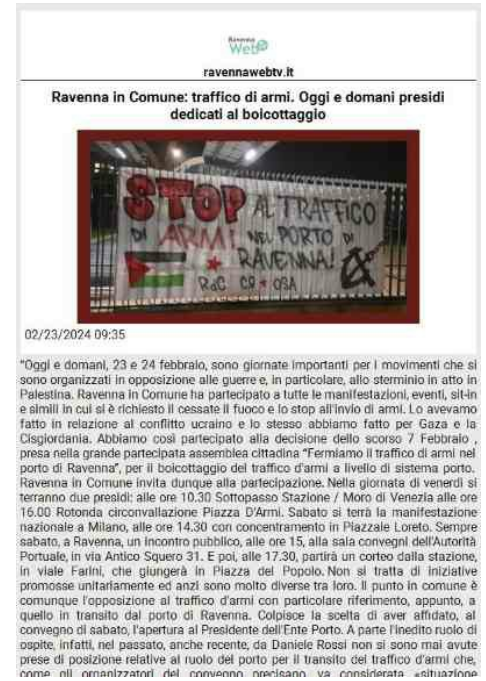 Ravenna
Web
ravennawebtv.it
Ravenna in Comune: traffico di armi. Oggi e domani presidi
dedicati al boicottaggio
STOP AL TRAFFICO
DI ARMI NEL PORTO DI
RAVENNA!
RdC CR OSA
02/23/2024 09:35
"Oggi e domani, 23 e 24 febbraio, sono giornate importanti per i movimenti che si
sono organizzati in opposizione alle guerre e, in particolare, allo sterminio in atto in
Palestina. Ravenna in Comune ha partecipato a tutte le manifestazioni, eventi, sit-in
e simili in cui si è richiesto il cessate il fuoco e lo stop all'invio di armi. Lo avevamo
fatto in relazione al conflitto ucraino e lo stesso abbiamo fatto per Gaza e la
Cisgiordania. Abbiamo così partecipato alla decisione dello scorso 7 Febbraio ,
presa nella grande partecipata assemblea cittadina "Fermiamo il traffico di armi nel
porto di Ravenna", per il boicottaggio del traffico d'armi a livello di sistema porto.
Ravenna in Comune invita dunque alla partecipazione. Nella giornata di venerdì si
terranno due presidi: alle ore 10.30 Sottopasso Stazione / Moro di Venezia alle ore
16.00 Rotonda circonvallazione Piazza D'Armi. Sabato si terrà la manifestazione
nazionale a Milano, alle ore 14.30 con concentramento in Piazzale Loreto. Sempre
sabato, a Ravenna, un incontro pubblico, alle ore 15, alla sala convegni dell'Autorità
Portuale, in via Antico Squero 31. E poi, alle 17.30, partirà un corteo dalla stazione,
in viale Farini, che giungerà in Piazza del Popolo. Non si tratta di iniziative
promosse unitariamente ed anzi sono molto diverse tra loro. Il punto in comune è
comunque l'opposizione al traffico d'armi con particolare riferimento, appunto, a
quello in transito dal porto di Ravenna. Colpisce la scelta di aver affidato, al
convegno di sabato, l'apertura al Presidente dell'Ente Porto. A parte l'inedito ruolo di
ospite, infatti, nel passato, anche recente, da Daniele Rossi non si sono mai avute
prese di posizione relative al ruolo del porto per il transito del traffico d'armi che,
come gli organizzatori del convegno precisano, va considerata «situazione